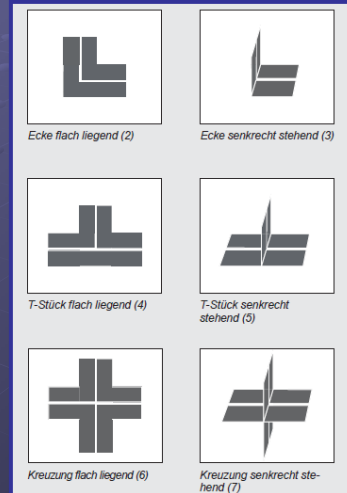 Ecke flach liegend (2)
Ecke senkrecht stehend (3)
T-Stück flach liegend (4)
T-Stück senkrecht
stehend (5)
Kreuzung flach liegend (6)
Kreuzung senkrecht ste-
hend (7)